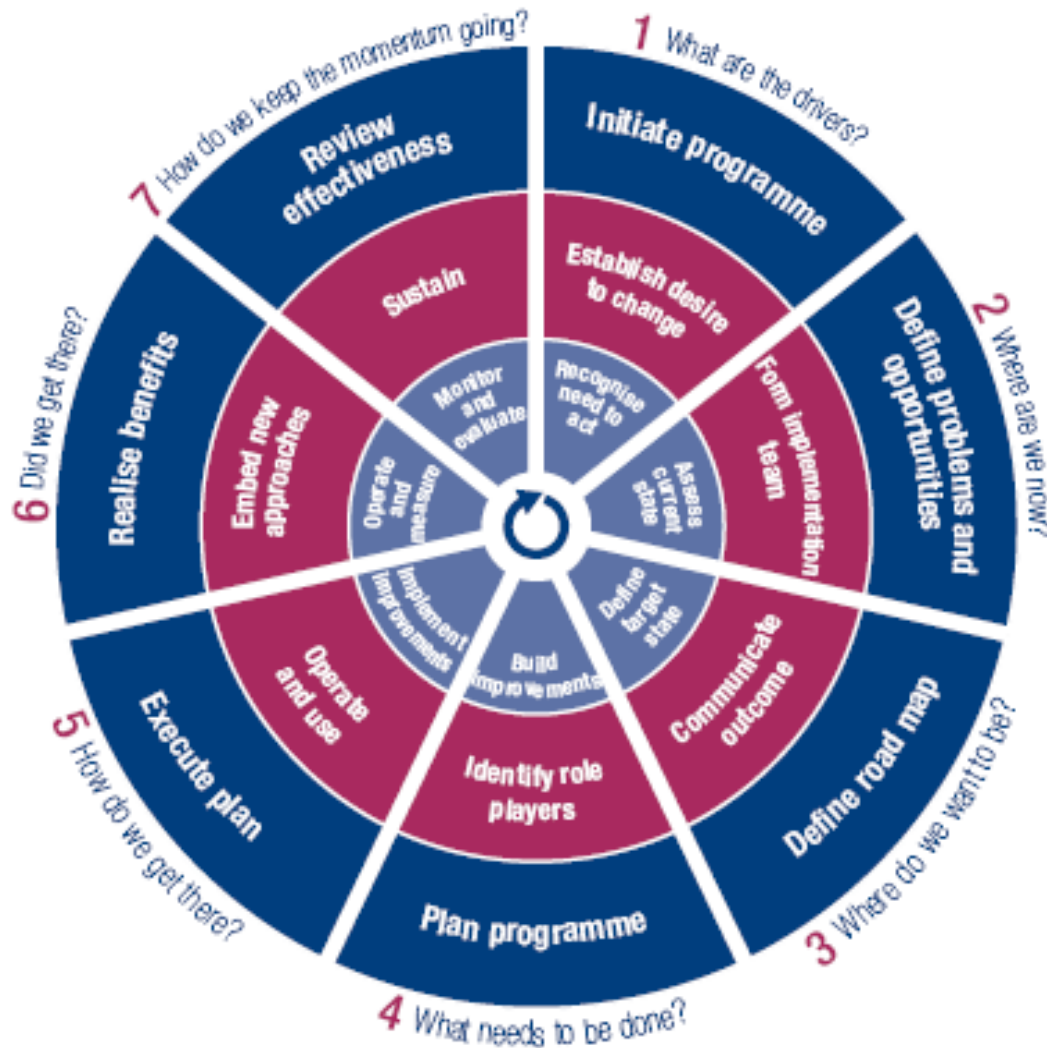 1 What are the drivers?
Initiate programme
Establish desire
to change
Recognise
need to
act
2 Where are we now?
Define problems and
opportunities
Form implementation
team
Assess
current
state
3 Where do we want to be?
Define road map
Communicate
outcome
Define
target
state
4 What needs to be done?
Plan programme
Identify role
players
Build
improvements
5 How do we get there?
Execute plan
Operate
and use
Implement
improvements
6 Did we get there?
Realise benefits
Embed new
approaches
Operate
and
measure
7 How do we keep the momentum going?
Review
effectiveness
Sustain
Monitor
and
evaluate